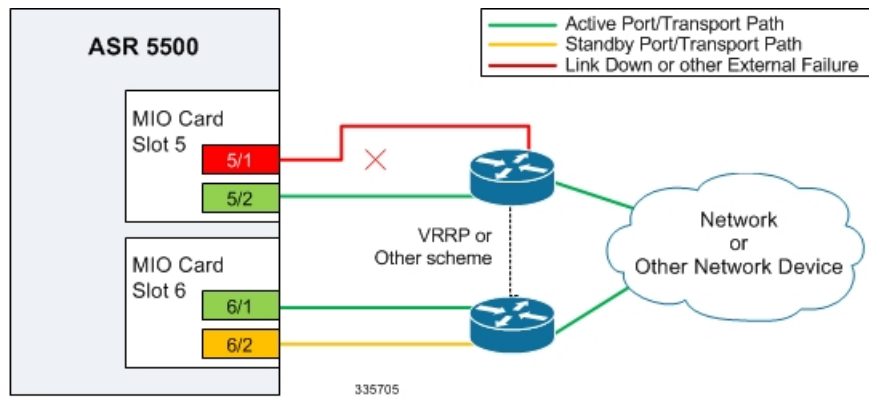 ASR 5500
Active Port/Transport Path
Standby Port/Transport Path
Link Down or other External Failure
MIO Card
Slot 5
5/1
5/2
VRRP or
Other scheme
Network
or
Other Network Device
MIO Card
Slot 6
6/1
6/2
335705